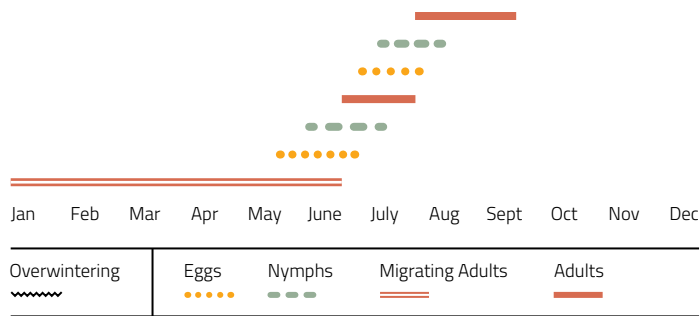 Jan Feb Mar Apr May June July Aug Sept Oct Nov Dec
Overwintering Eggs Nymphs Migrating Adults Adults